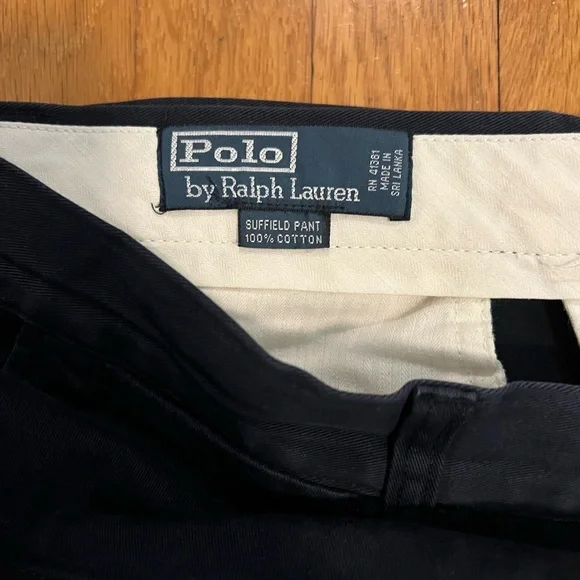 Polo
by Ralph Lauren
RN 41381
MADE IN
SRI LANKA
SUFFIELD PANT
100% COTTON